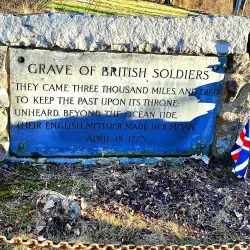 GRAVE OF BRITISH SOLDIERS
THEY CAME THREE THOUSAND MILES, AND DIED,
TO KEEP THE PAST UPON ITS THRONE:
UNHEARD, BEYOND THE OCEAN TIDE,
THEIR ENGLISH MOTHER MADE HER MOAN.
APRIL 19, 1775